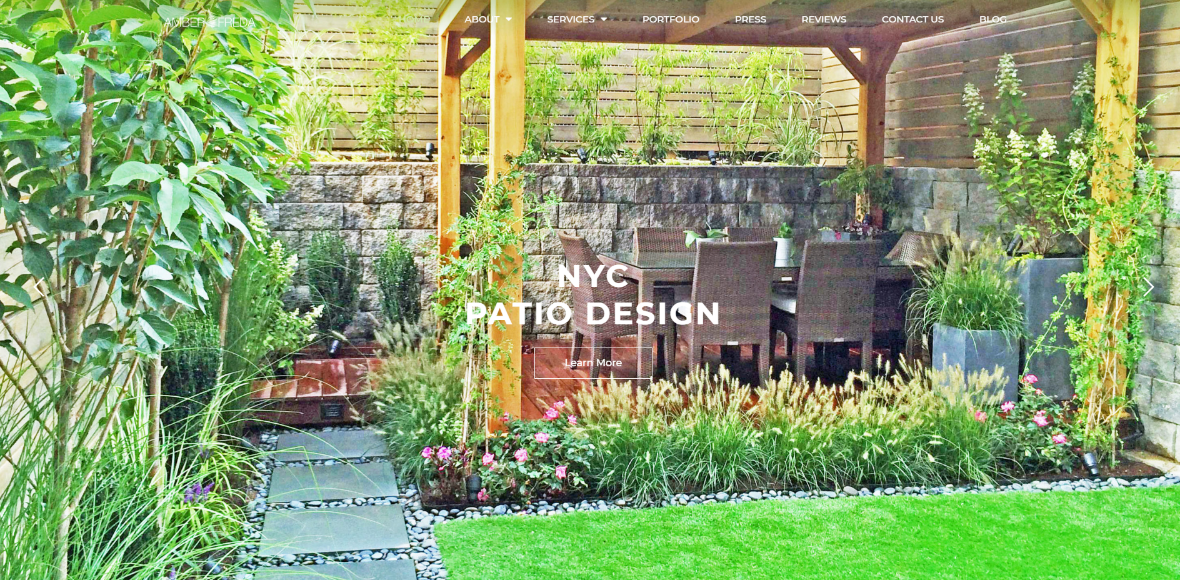 AMBER FREDA
ABOUT
SERVICES
PORTFOLIO
PRESS
REVIEWS
CONTACT US
BLOG
NYC
PATIO DESIGN
Learn More